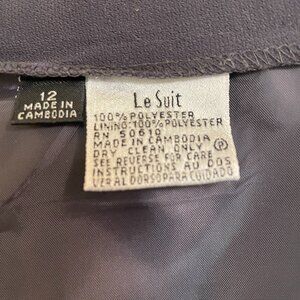 12
MADE IN
CAMBODIA
Le Suit
100% POLYESTER
LINING:100% POLYESTER
RN 50610
MADE IN CAMBODIA
DRY CLEAN ONLY Ⓟ
SEE REVERSE FOR CARE
INSTRUCTIONS AU DOS
VER AL DORSO PARA CUIDADO